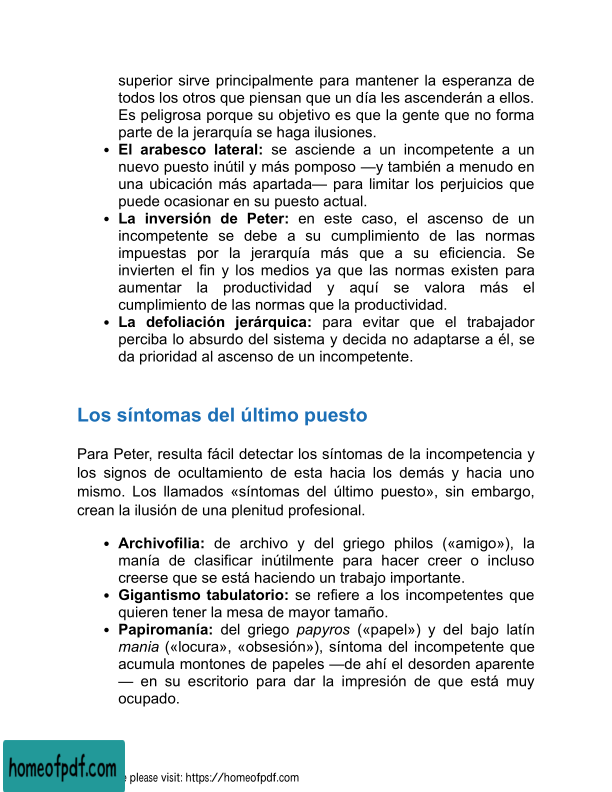 superior sirve principalmente para mantener la esperanza de
todos los otros que piensan que un día les ascenderán a ellos.
Es peligrosa porque su objetivo es que la gente que no forma
parte de la jerarquía se haga ilusiones.
• El arabesco lateral: se asciende a un incompetente a un
nuevo puesto inútil y más pomposo —y también a menudo en
una ubicación más apartada— para limitar los perjuicios que
puede ocasionar en su puesto actual.
• La inversión de Peter: en este caso, el ascenso de un
incompetente se debe a su cumplimiento de las normas
impuestas por la jerarquía más que a su eficiencia. Se
invierten el fin y los medios ya que las normas existen para
aumentar la productividad y aquí se valora más el
cumplimiento de las normas que la productividad.
• La defoliación jerárquica: para evitar que el trabajador
perciba lo absurdo del sistema y decida no adaptarse a él, se
da prioridad al ascenso de un incompetente.
Los síntomas del último puesto
Para Peter, resulta fácil detectar los síntomas de la incompetencia y
los signos de ocultamiento de esta hacia los demás y hacia uno
mismo. Los llamados «síntomas del último puesto», sin embargo,
crean la ilusión de una plenitud profesional.
• Archivofilia: de archivo y del griego philos («amigo»), la
manía de clasificar inútilmente para hacer creer o incluso
creerse que se está haciendo un trabajo importante.
• Gigantismo tabulatorio: se refiere a los incompetentes que
quieren tener la mesa de mayor tamaño.
• Papiromanía: del griego papyros («papel») y del bajo latín
mania («locura», «obsesión»), síntoma del incompetente que
acumula montones de papeles —de ahí el desorden aparente
— en su escritorio para dar la impresión de que está muy
ocupado.
homeofpdf.com
please visit: https://homeofpdf.com